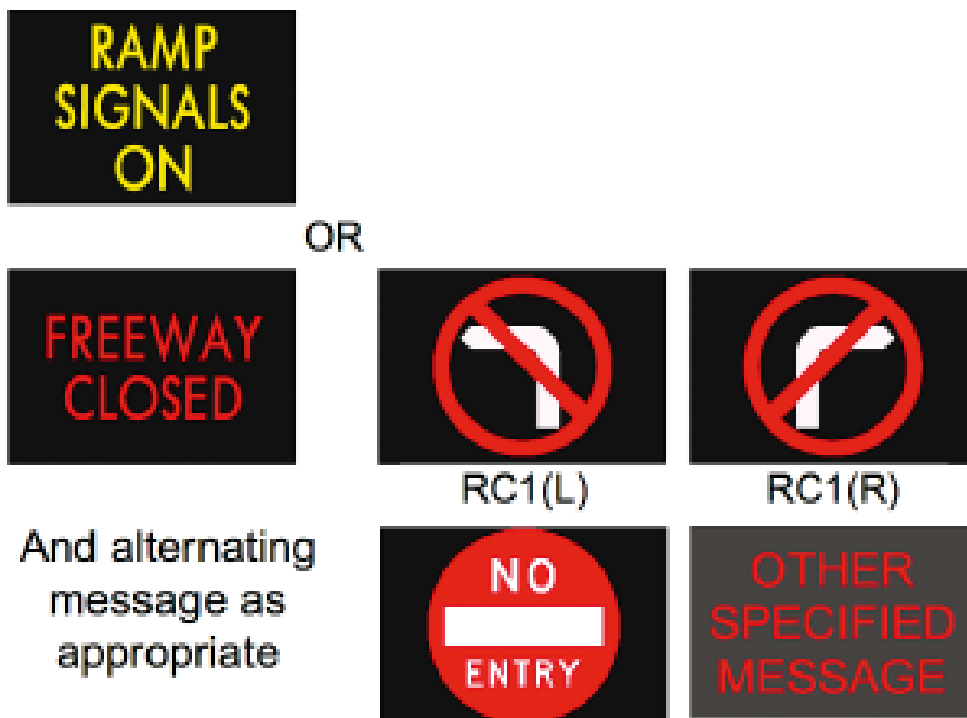 RAMP
SIGNALS
ON
OR
FREEWAY
CLOSED
RC1(L)
RC1(R)
And alternating
message as
appropriate
NO
ENTRY
OTHER
SPECIFIED
MESSAGE